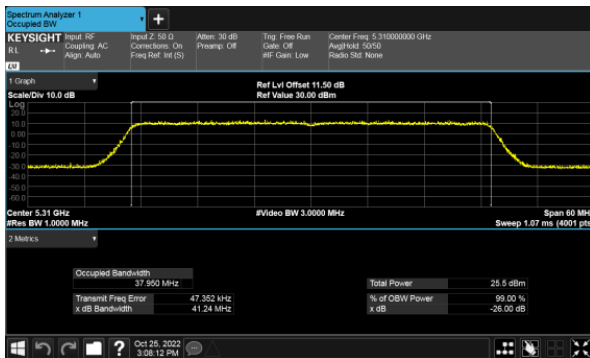 Spectrum Analyzer 1
Occupied BW
+
KEYSIGHT Input: RF Input Z: 50 Ω Atten: 30 dB Trig: Free Run Center Freq: 5.310000000 GHz
R L Coupling: AC Corrections: On Preamp: Off Gate: Off Avg|Hold: 50/50
Align: Auto Freq Ref: Int (S) #IF Gain: Low Radio Std: None
LXI
1 Graph Ref Lvl Offset 11.50 dB
Scale/Div 10.0 dB Ref Value 30.00 dBm
Log
20.0
10.0
0.00
-10.0
-20.0
-30.0
-40.0
-50.0
-60.0
Center 5.31 GHz #Video BW 3.0000 MHz Span 60 MH
#Res BW 1.0000 MHz Sweep 1.07 ms (4001 pts
2 Metrics
Occupied Bandwidth
37.950 MHz Total Power 25.5 dBm
Transmit Freq Error 47.352 kHz % of OBW Power 99.00 %
x dB Bandwidth 41.24 MHz x dB -26.00 dB
? Oct 25, 2022
3:08:12 PM